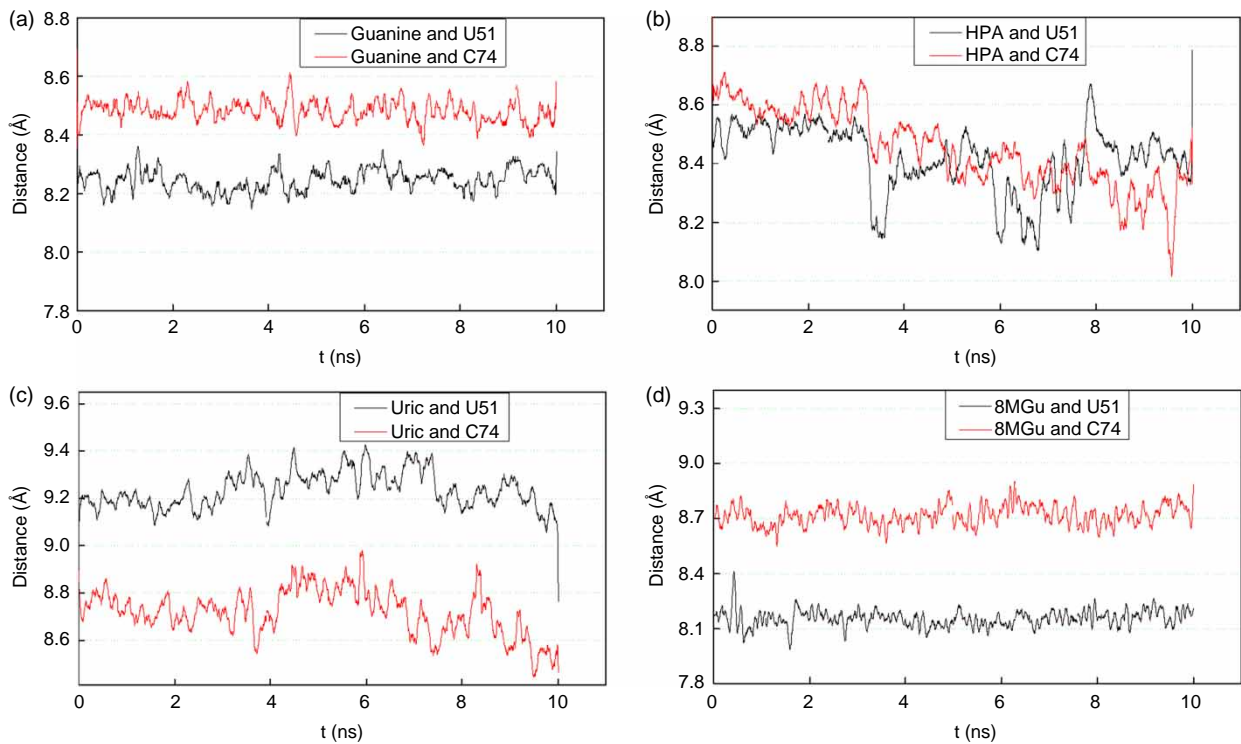 (a)
Guanine and U51
Guanine and C74
Distance (Å)
8.8
8.6
8.4
8.2
8.0
7.8
0 2 4 6 8 10
t (ns)
(b)
HPA and U51
HPA and C74
Distance (Å)
8.8
8.6
8.4
8.2
8.0
0 2 4 6 8 10
t (ns)
(c)
Uric and U51
Uric and C74
Distance (Å)
9.6
9.4
9.2
9.0
8.8
8.6
0 2 4 6 8 10
t (ns)
(d)
8MGu and U51
8MGu and C74
Distance (Å)
9.3
9.0
8.7
8.4
8.1
7.8
0 2 4 6 8 10
t (ns)